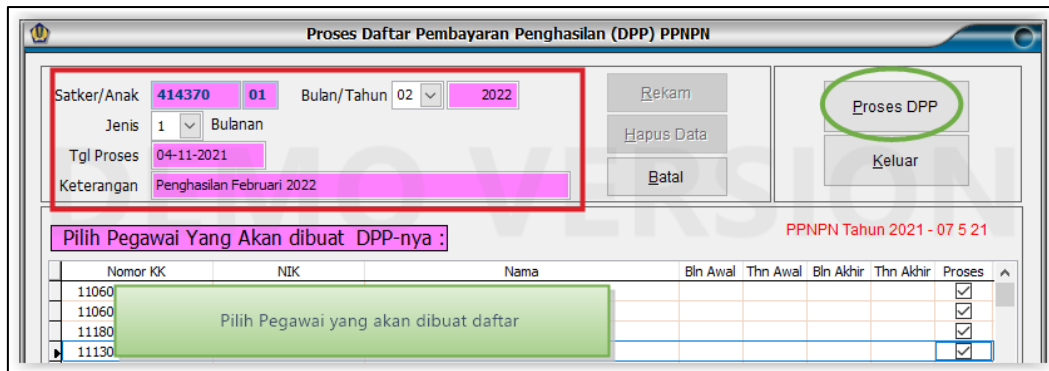 Proses Daftar Pembayaran Penghasilan (DPP) PPNPN
Satker/Anak 414370 01 Bulan/Tahun 02 2022
Jenis 1 Bulanan
Tgl Proses 04-11-2021
Keterangan Penghasilan Februari 2022
Rekam
Hapus Data
Batal
Proses DPP
Keluar
DEMO VERSION
Pilih Pegawai Yang Akan dibuat DPP-nya :
PPNPN Tahun 2021 - 07 5 21
Nomor KK NIK Nama Bln Awal Thn Awal Bln Akhir Thn Akhir Proses
11060
11060
11180
11130
Pilih Pegawai yang akan dibuat daftar